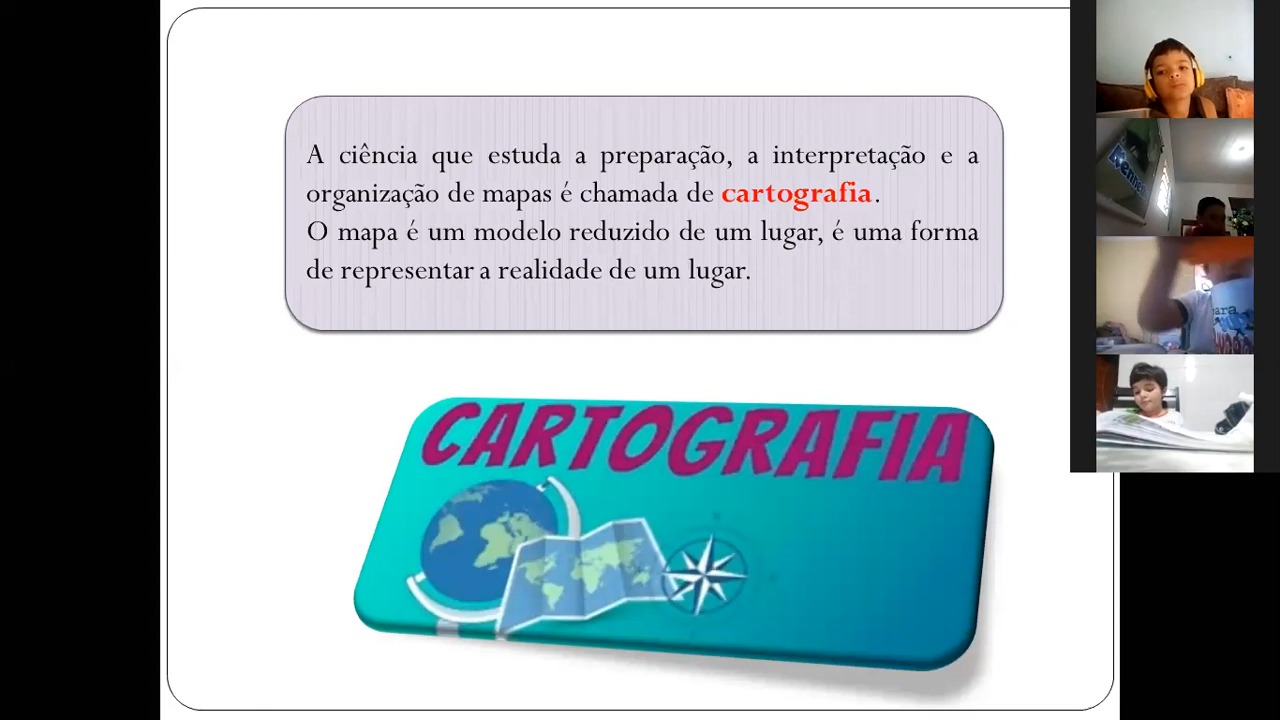 A ciência que estuda a preparação, a interpretação e a
organização de mapas é chamada de cartografia.
O mapa é um modelo reduzido de um lugar, é uma forma
de representar a realidade de um lugar.
CARTOGRAFIA